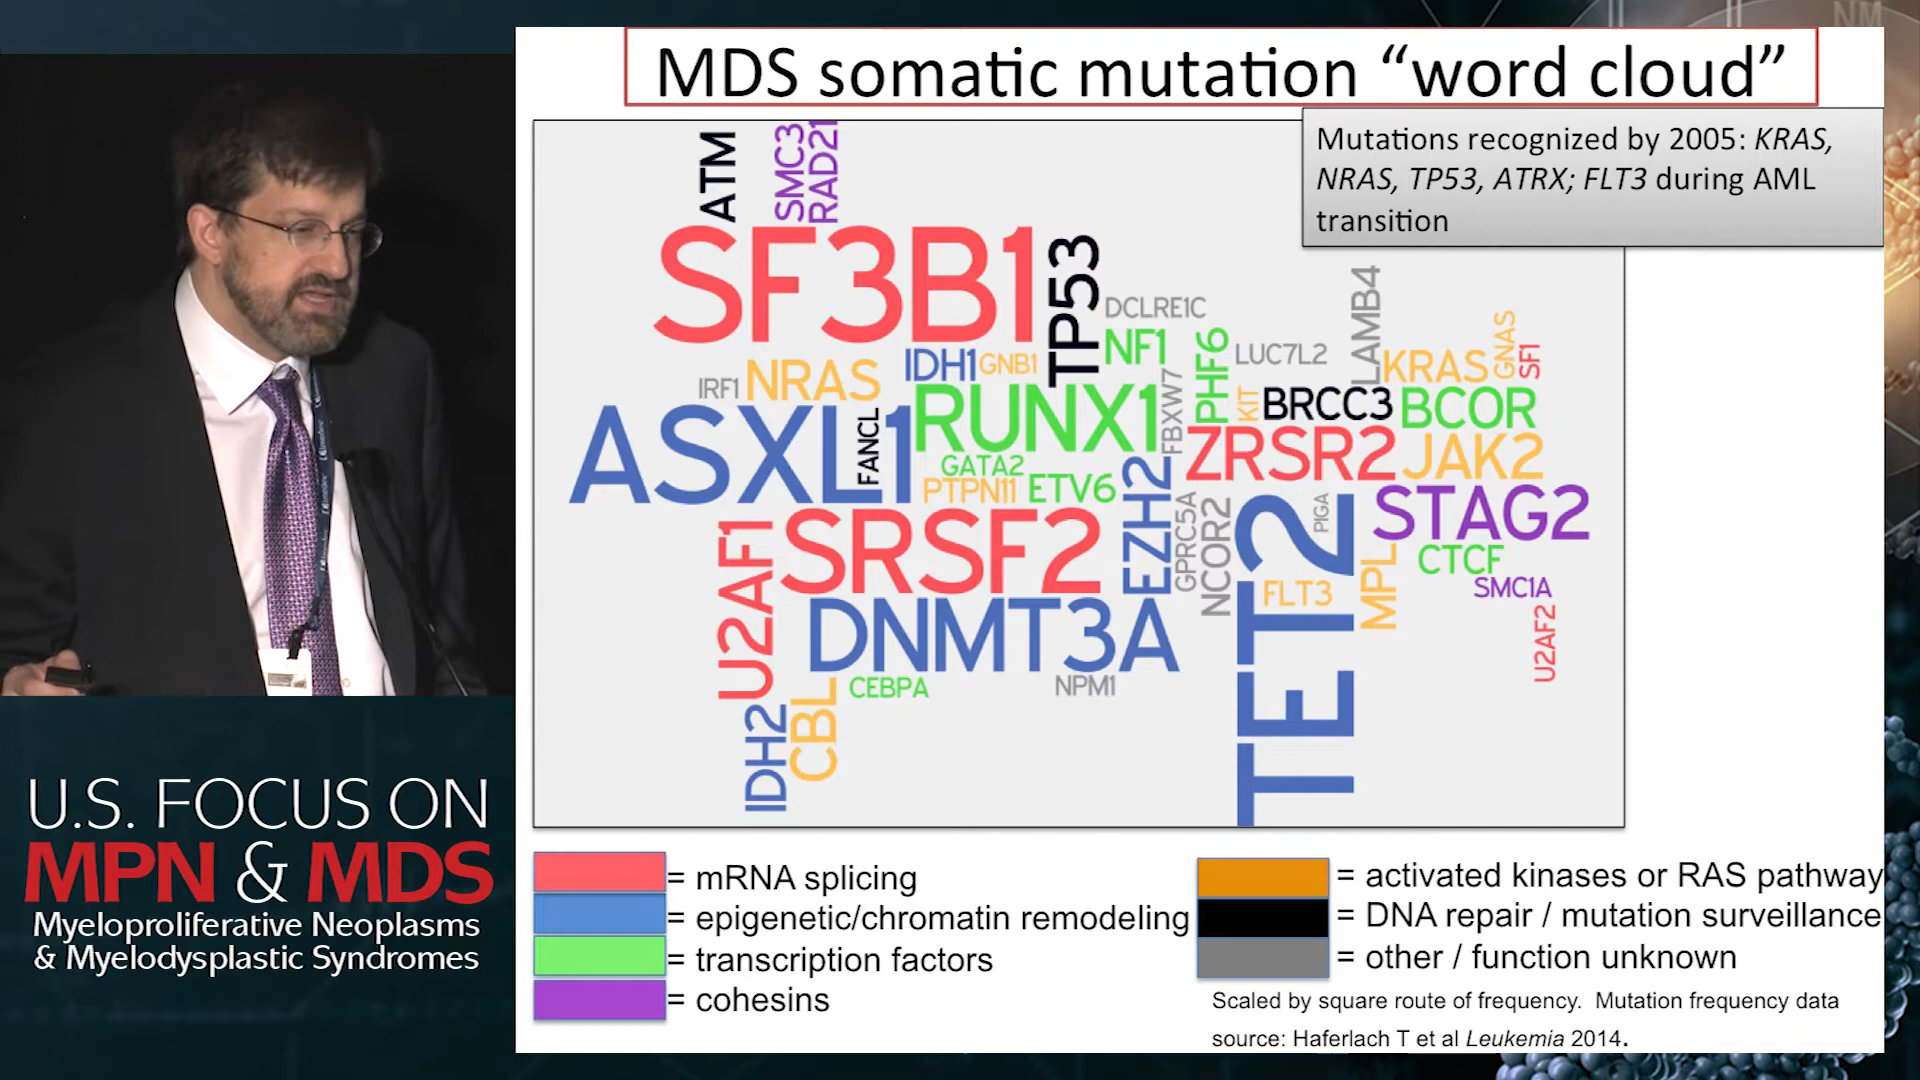 MDS somatic mutation “word cloud”
Mutations recognized by 2005: KRAS,
NRAS, TP53, ATRX; FLT3 during AML
transition
ATM
SMC3
RAD21
SF3B1
TP53
DCLRE1C
LAMB4
GNAS
SF1
NF1
PHF6
LUC7L2
KRAS
IDH1
GNB1
IRF1
NRAS
RUNX1
FBXW7
KIT
BRCC3
BCOR
ASXL1
FANCL
ZRSR2
JAK2
GATA2
PTPN11
ETV6
EZH2
GPRC5A
NCOR2
TET2
PIGA
STAG2
U2AF1
SRSF2
FLT3
MPL
CTCF
SMC1A
U2AF2
DNMT3A
CEBPA
NPM1
IDH2
CBL
= mRNA splicing
= epigenetic/chromatin remodeling
= transcription factors
= cohesins
= activated kinases or RAS pathway
= DNA repair / mutation surveillance
= other / function unknown
Scaled by square route of frequency. Mutation frequency data
source: Haferlach T et al Leukemia 2014.
U.S. FOCUS ON
MPN & MDS
Myeloproliferative Neoplasms
& Myelodysplastic Syndromes
NM